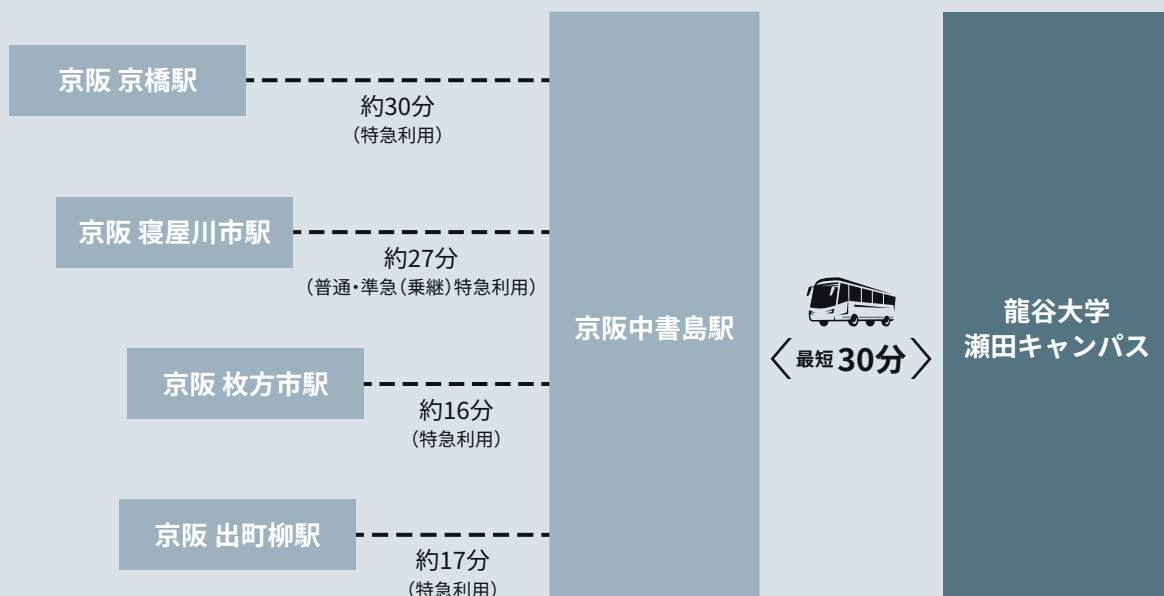 京阪 京橋駅
約30分
（特急利用）
京阪 寝屋川市駅
約27分
（普通・準急（乗継）特急利用）
京阪 枚方市駅
約16分
（特急利用）
京阪 出町柳駅
約17分
（特急利用）
京阪中書島駅
〈最短 30分〉
龍谷大学
瀬田キャンパス